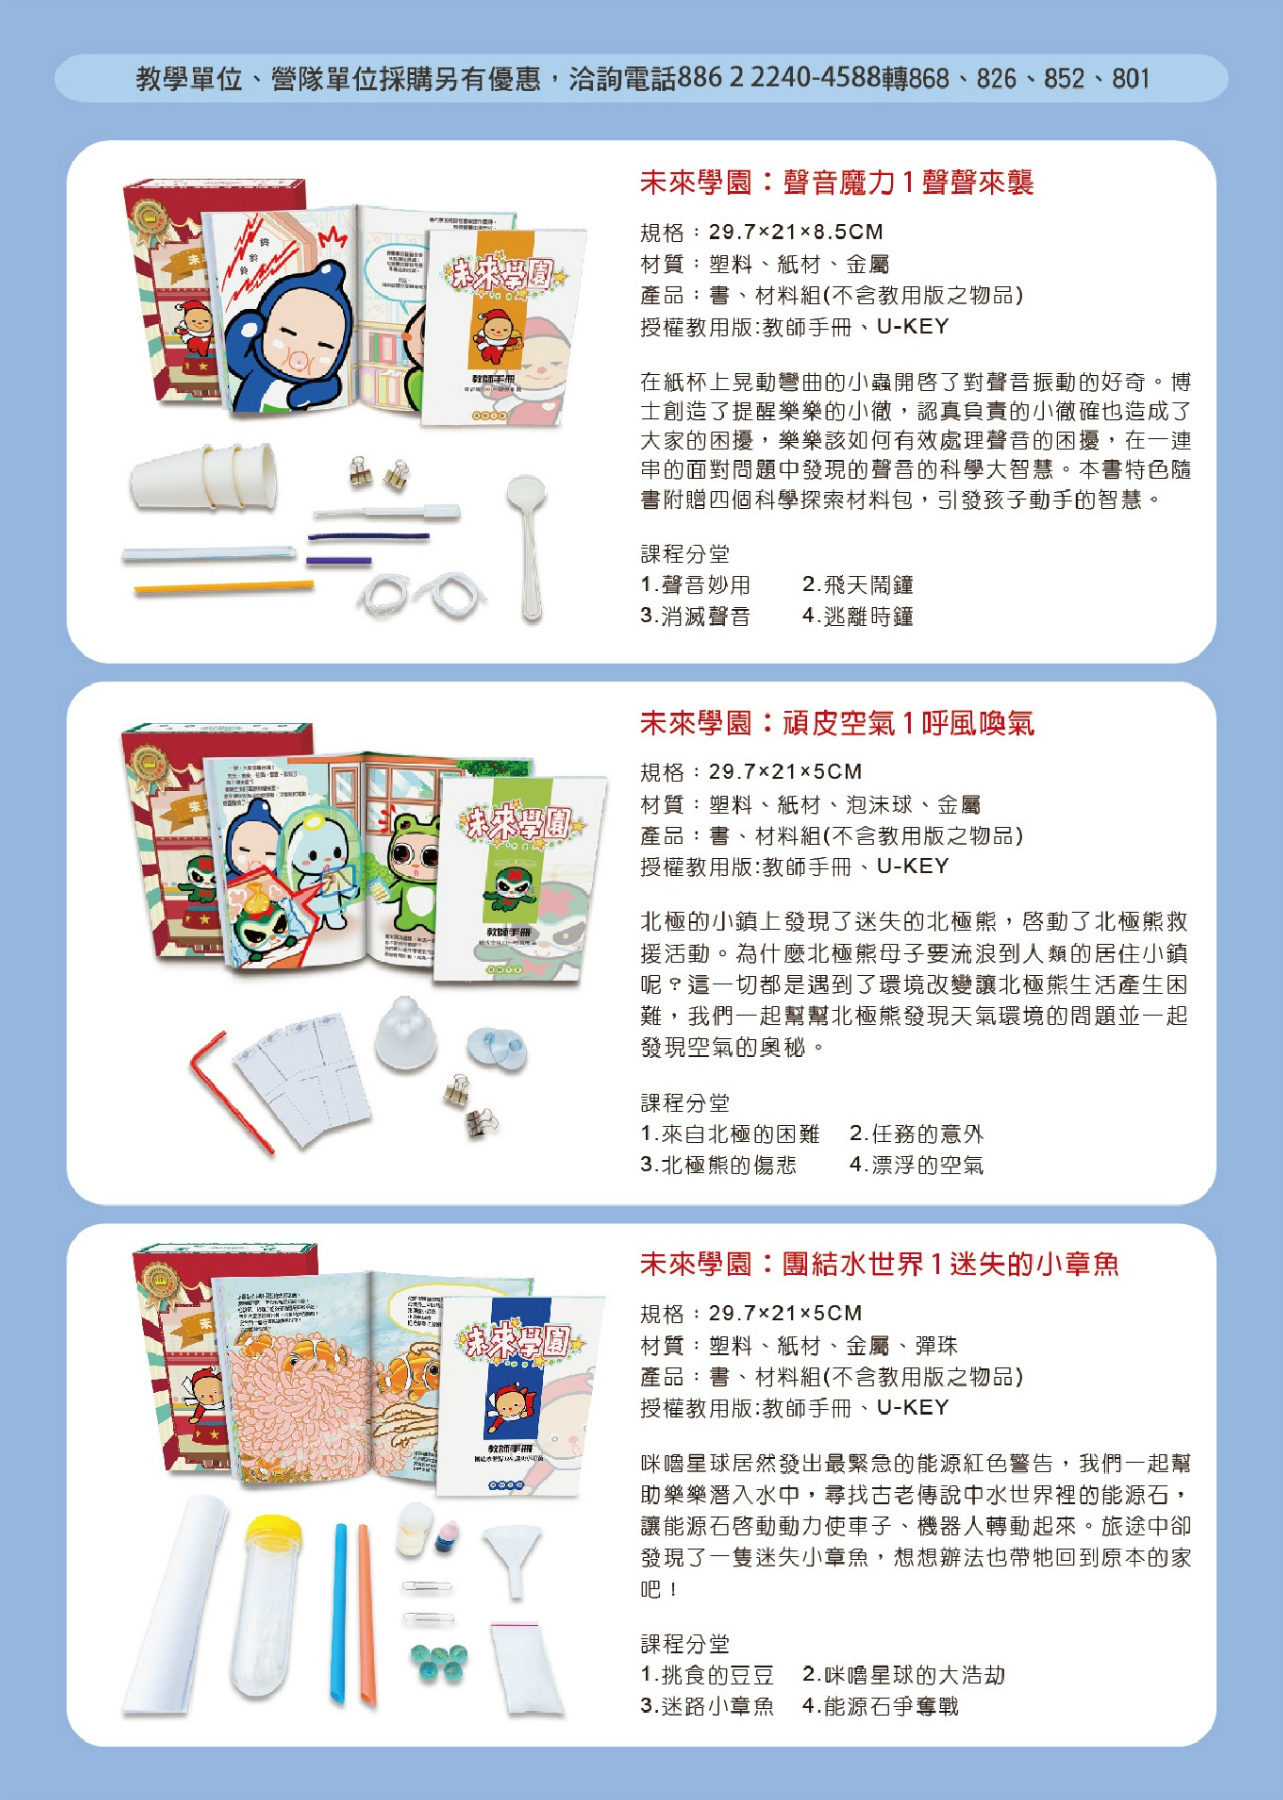 教學單位、營隊單位採購另有優惠，洽詢電話886 2 2240-4588轉868、826、852、801
未來學園：聲音魔力1聲聲來襲
規格：29.7×21×8.5CM
材質：塑料、紙材、金屬
產品：書、材料組(不含教用版之物品)
授權教用版:教師手冊、U-KEY
在紙杯上晃動彎曲的小蟲開啓了對聲音振動的好奇。博
士創造了提醒樂樂的小徹，認真負責的小徹確也造成了
大家的困擾，樂樂該如何有效處理聲音的困擾，在一連
串的面對問題中發現的聲音的科學大智慧。本書特色隨
書附贈四個科學探索材料包，引發孩子動手的智慧。
課程分堂
1.聲音妙用 2.飛天鬧鐘
3.消滅聲音 4.逃離時鐘
未來學園
教師手冊
未來學園：頑皮空氣1呼風喚氣
規格：29.7×21×5CM
材質：塑料、紙材、泡沫球、金屬
產品：書、材料組(不含教用版之物品)
授權教用版:教師手冊、U-KEY
北極的小鎮上發現了迷失的北極熊，啓動了北極熊救
援活動。為什麼北極熊母子要流浪到人類的居住小鎮
呢？這一切都是遇到了環境改變讓北極熊生活產生困
難，我們一起幫幫北極熊發現天氣環境的問題並一起
發現空氣的奧秘。
課程分堂
1.來自北極的困難 2.任務的意外
3.北極熊的傷悲 4.漂浮的空氣
未來學園
教師手冊
未來學園：團結水世界1迷失的小章魚
規格：29.7×21×5CM
材質：塑料、紙材、金屬、彈珠
產品：書、材料組(不含教用版之物品)
授權教用版:教師手冊、U-KEY
咪嚕星球居然發出最緊急的能源紅色警告，我們一起幫
助樂樂潛入水中，尋找古老傳說中水世界裡的能源石，
讓能源石啓動動力使車子、機器人轉動起來。旅途中卻
發現了一隻迷失小章魚，想想辦法也帶牠回到原本的家
吧！
課程分堂
1.挑食的豆豆 2.咪嚕星球的大浩劫
3.迷路小章魚 4.能源石爭奪戰
未來學園
教師手冊